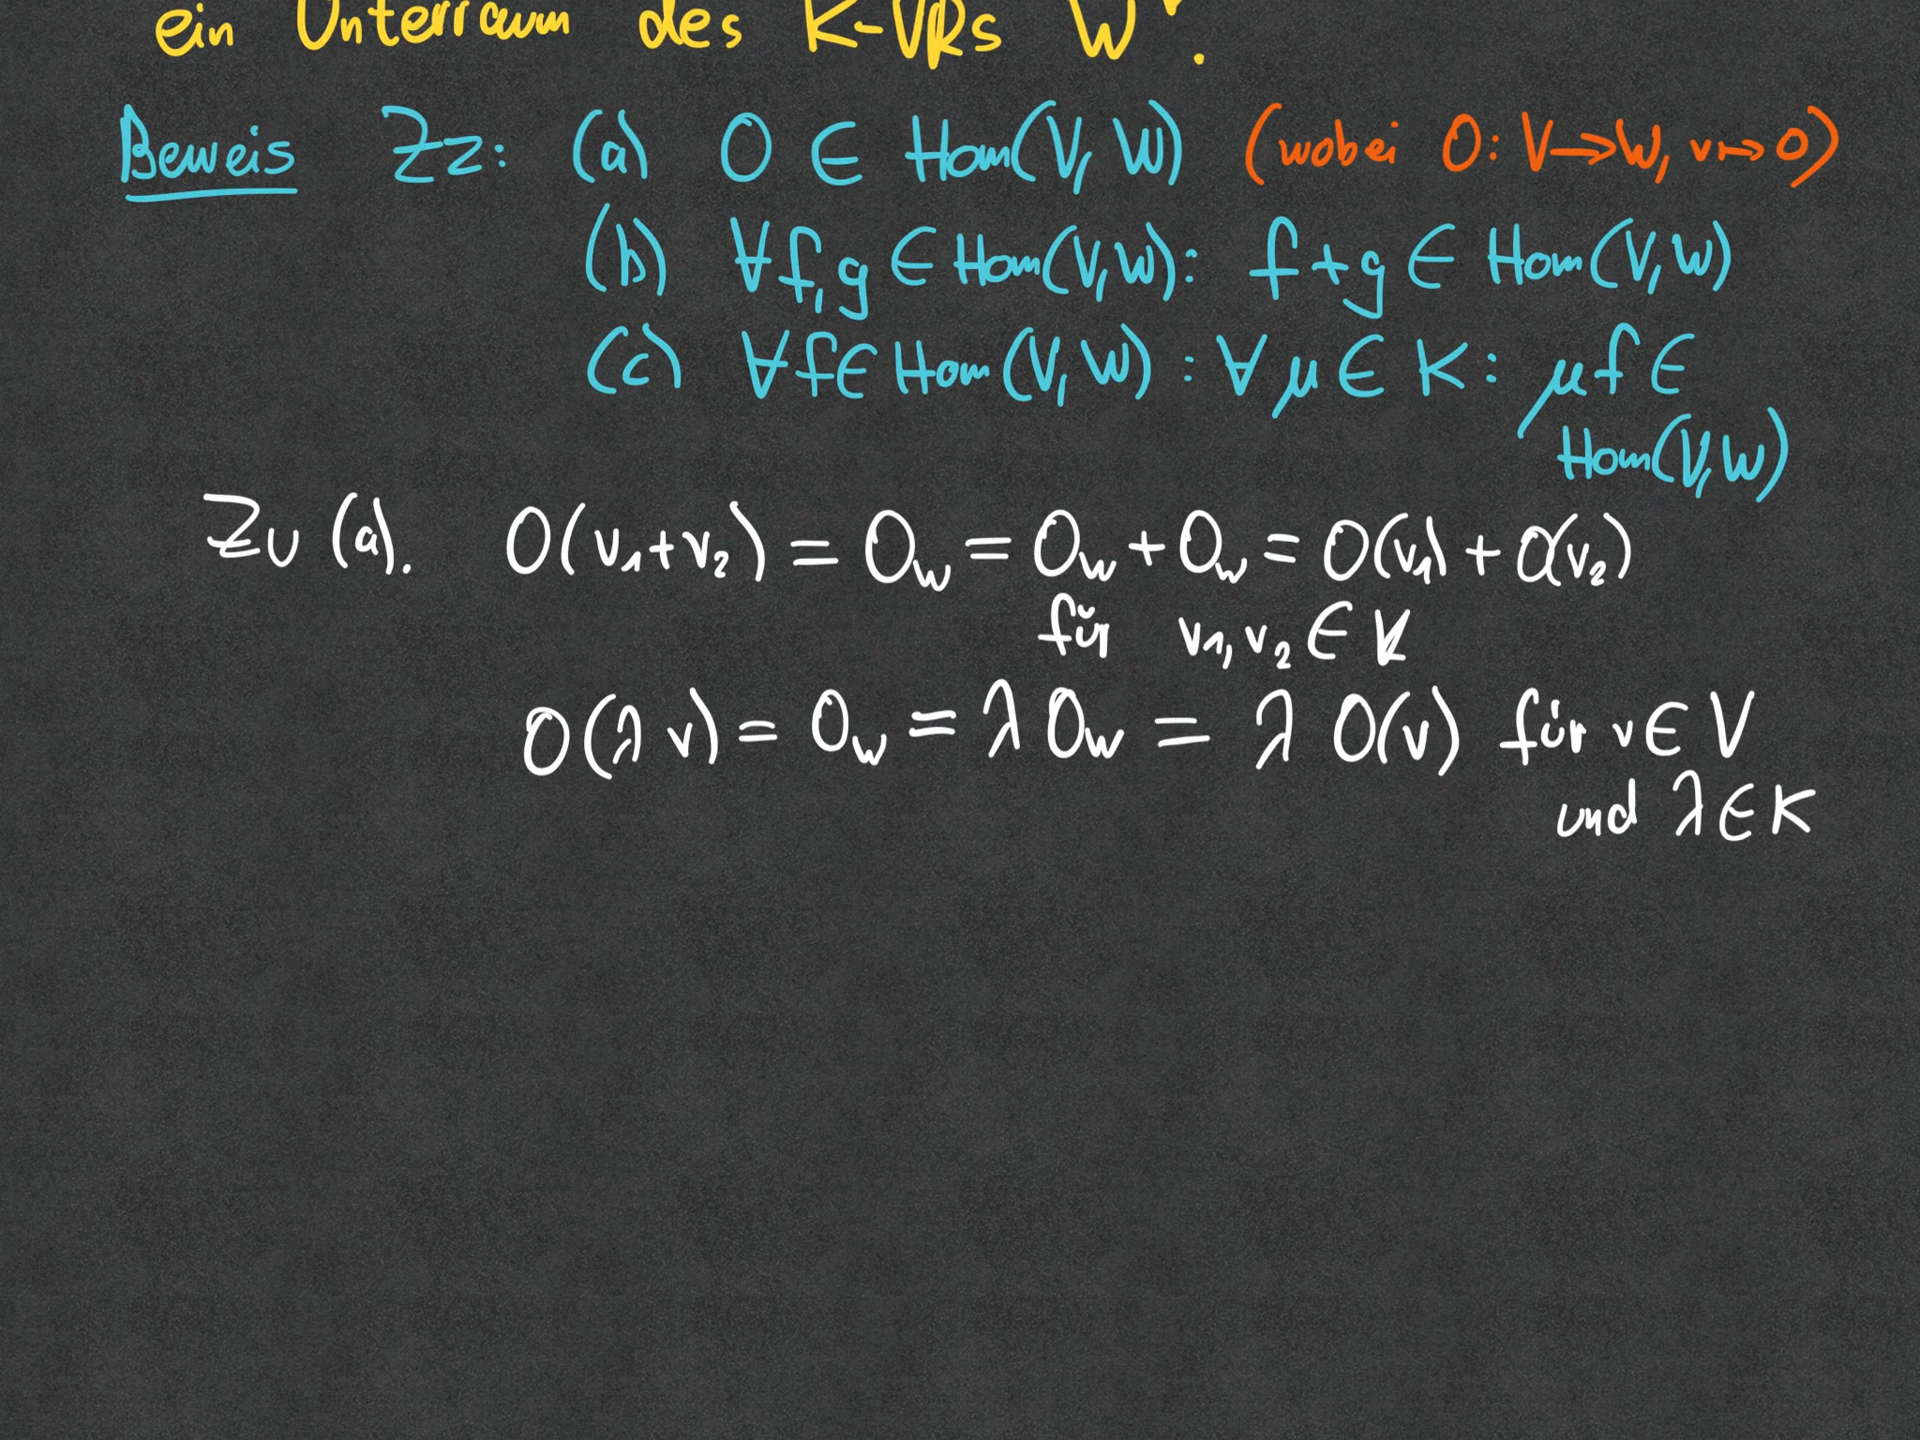 ein Unterraum des K-VRs W^V.
Beweis Zz: (a) 0 ∈ Hom(V, W) (wobei 0: V→W, v↦0)
(b) ∀f,g ∈ Hom(V,W): f+g ∈ Hom(V,W)
(c) ∀f∈Hom(V,W): ∀μ∈K: μf∈
Hom(V,W)
Zu (a). 0(v₁+v₂) = 0_W = 0_W + 0_W = 0(v₁) + 0(v₂)
für v₁, v₂ ∈ V
0(λv) = 0_W = λ 0_W = λ 0(v) für v∈V
und λ∈K